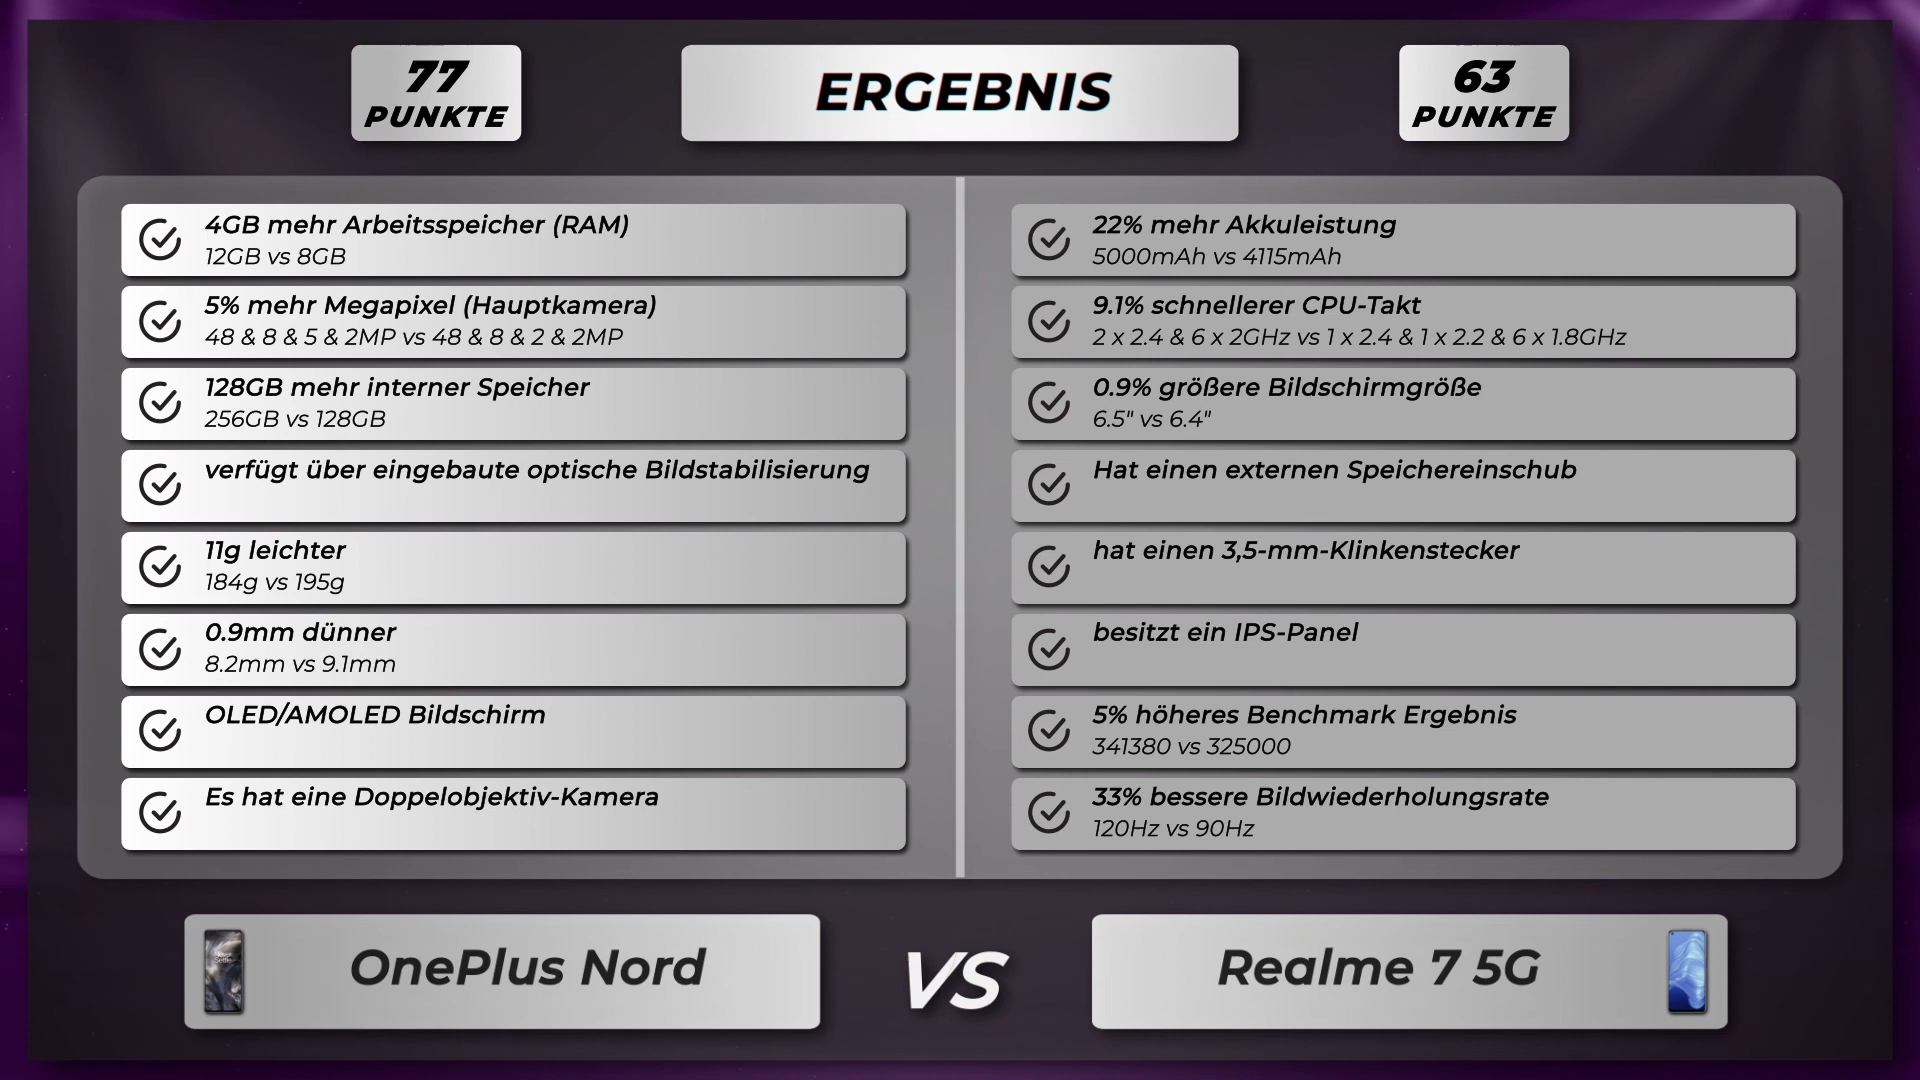 77
PUNKTE
ERGEBNIS
63
PUNKTE
4GB mehr Arbeitsspeicher (RAM)
12GB vs 8GB
5% mehr Megapixel (Hauptkamera)
48 & 8 & 5 & 2MP vs 48 & 8 & 2 & 2MP
128GB mehr interner Speicher
256GB vs 128GB
verfügt über eingebaute optische Bildstabilisierung
11g leichter
184g vs 195g
0.9mm dünner
8.2mm vs 9.1mm
OLED/AMOLED Bildschirm
Es hat eine Doppelobjektiv-Kamera
22% mehr Akkuleistung
5000mAh vs 4115mAh
9.1% schnellerer CPU-Takt
2 x 2.4 & 6 x 2GHz vs 1 x 2.4 & 1 x 2.2 & 6 x 1.8GHz
0.9% größere Bildschirmgröße
6.5" vs 6.4"
Hat einen externen Speichereinschub
hat einen 3,5-mm-Klinkenstecker
besitzt ein IPS-Panel
5% höheres Benchmark Ergebnis
341380 vs 325000
33% bessere Bildwiederholungsrate
120Hz vs 90Hz
OnePlus Nord
VS
Realme 7 5G